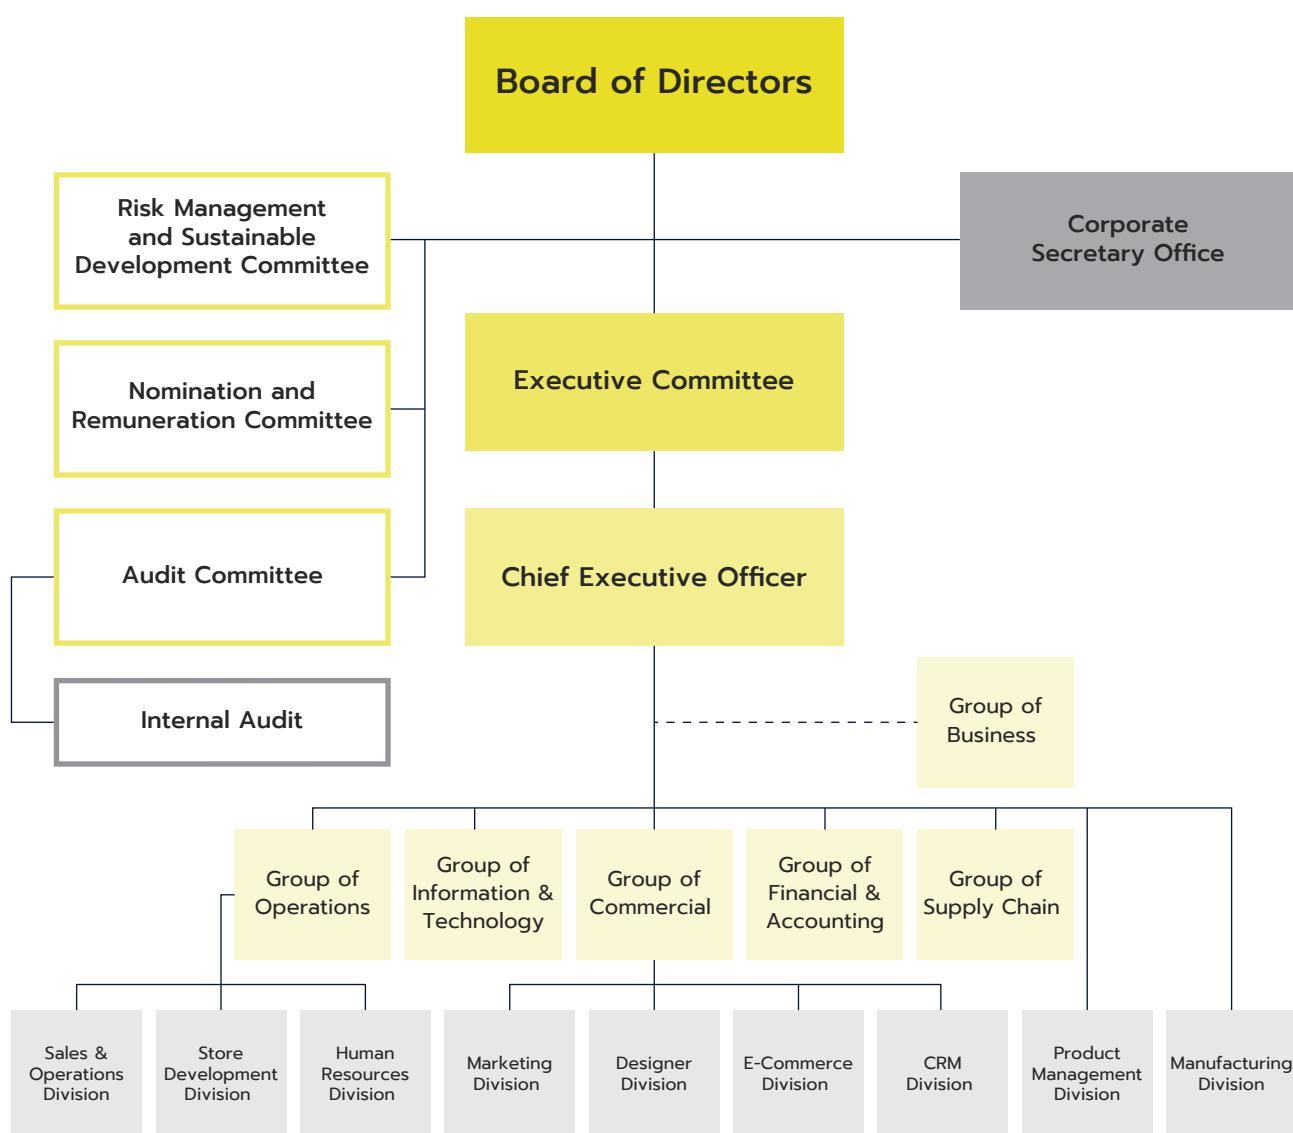 Board of Directors
Risk Management
and Sustainable
Development Committee
Corporate
Secretary Office
Nomination and
Remuneration Committee
Executive Committee
Audit Committee
Chief Executive Officer
Internal Audit
Group of
Business
Group of
Operations
Group of
Information &
Technology
Group of
Commercial
Group of
Financial &
Accounting
Group of
Supply Chain
Sales &
Operations
Division
Store
Development
Division
Human
Resources
Division
Marketing
Division
Designer
Division
E-Commerce
Division
CRM
Division
Product
Management
Division
Manufacturing
Division